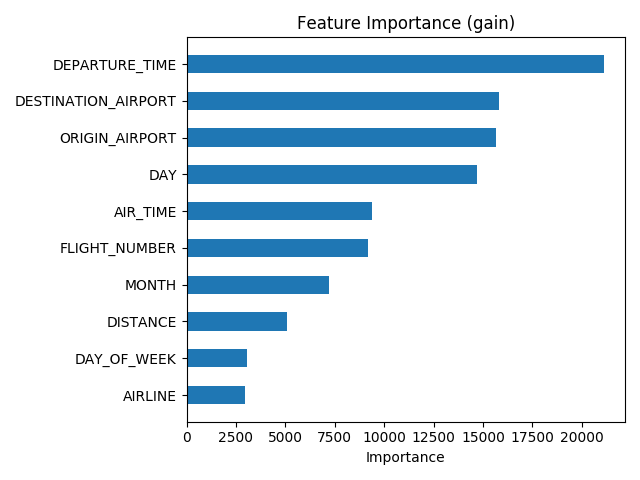 Feature Importance (gain)
DEPARTURE_TIME
DESTINATION_AIRPORT
ORIGIN_AIRPORT
DAY
AIR_TIME
FLIGHT_NUMBER
MONTH
DISTANCE
DAY_OF_WEEK
AIRLINE
0 2500 5000 7500 10000 12500 15000 17500 20000
Importance